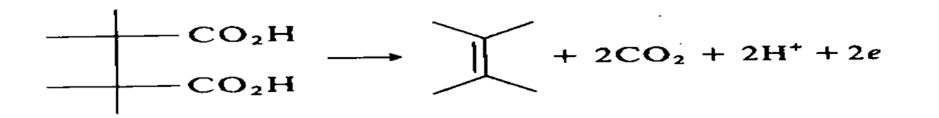 CO₂H
CO₂H
+ 2CO₂ + 2H⁺ + 2e